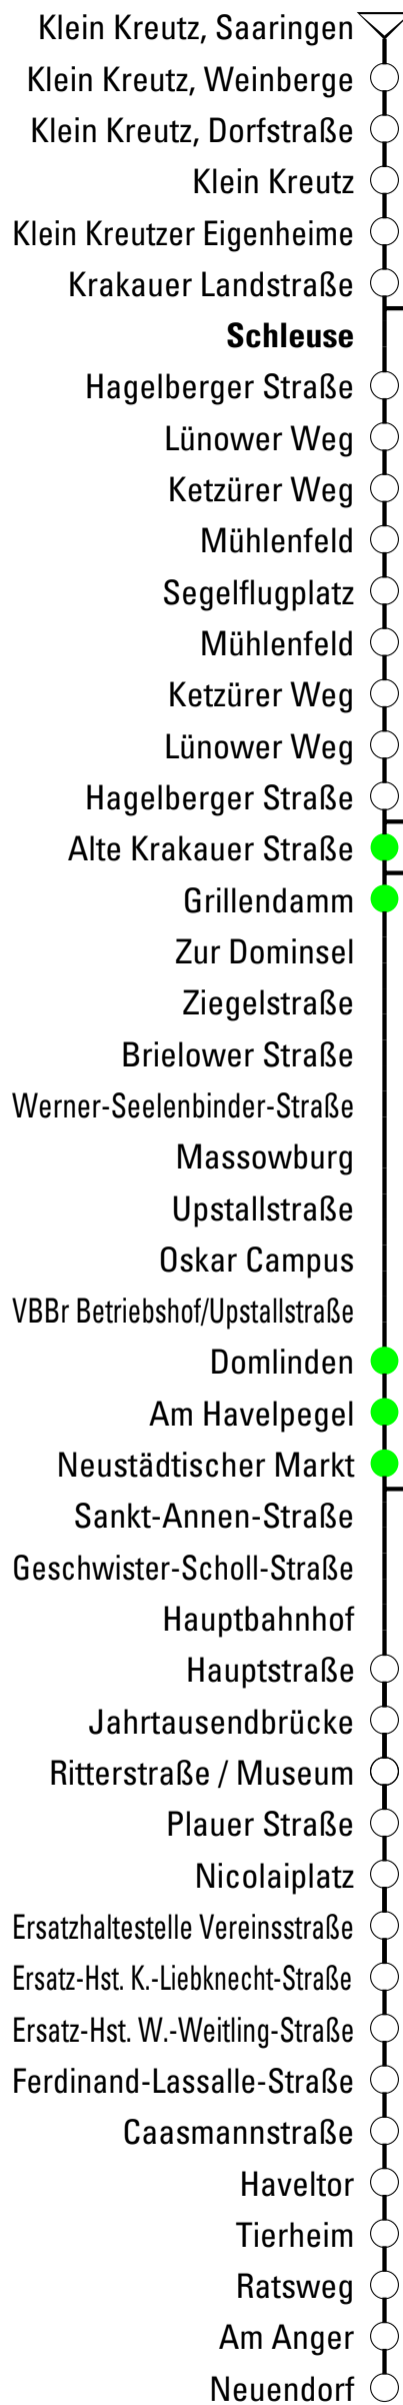 Klein Kreutz, Saaringen
Klein Kreutz, Weinberge
Klein Kreutz, Dorfstraße
Klein Kreutz
Klein Kreutzer Eigenheime
Krakauer Landstraße
Schleuse
Hagelberger Straße
Lünower Weg
Ketzürer Weg
Mühlenfeld
Segelflugplatz
Mühlenfeld
Ketzürer Weg
Lünower Weg
Hagelberger Straße
Alte Krakauer Straße
Grillendamm
Zur Dominsel
Ziegelstraße
Brielower Straße
Werner-Seelenbinder-Straße
Massowburg
Upstallstraße
Oskar Campus
VBBr Betriebshof/Upstallstraße
Domlinden
Am Havelpegel
Neustädtischer Markt
Sankt-Annen-Straße
Geschwister-Scholl-Straße
Hauptbahnhof
Hauptstraße
Jahrtausendbrücke
Ritterstraße / Museum
Plauer Straße
Nicolaiplatz
Ersatzhaltestelle Vereinsstraße
Ersatz-Hst. K.-Liebknecht-Straße
Ersatz-Hst. W.-Weitling-Straße
Ferdinand-Lassalle-Straße
Caasmannstraße
Haveltor
Tierheim
Ratsweg
Am Anger
Neuendorf